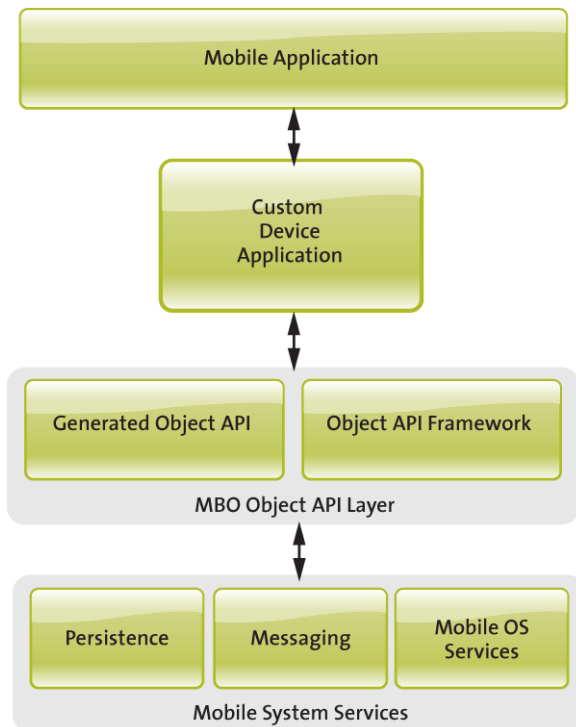 Mobile Application
Custom
Device
Application
Generated Object API
Object API Framework
MBO Object API Layer
Persistence
Messaging
Mobile OS
Services
Mobile System Services